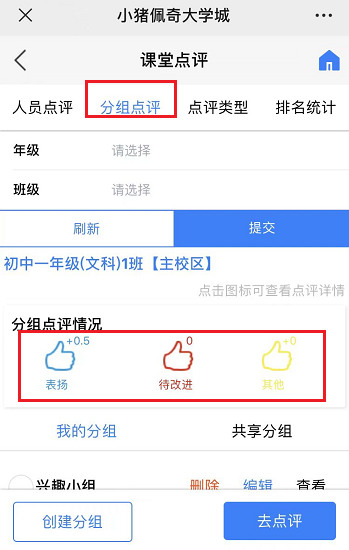 小猪佩奇大学城
课堂点评
人员点评 分组点评 点评类型 排名统计
年级 请选择
班级 请选择
刷新 提交
初中一年级(文科)1班【主校区】
点击图标可查看点评详情
分组点评情况
+0.5 0 +0
表扬 待改进 其他
我的分组 共享分组
兴趣小组 删除 编辑 查看
创建分组 去点评